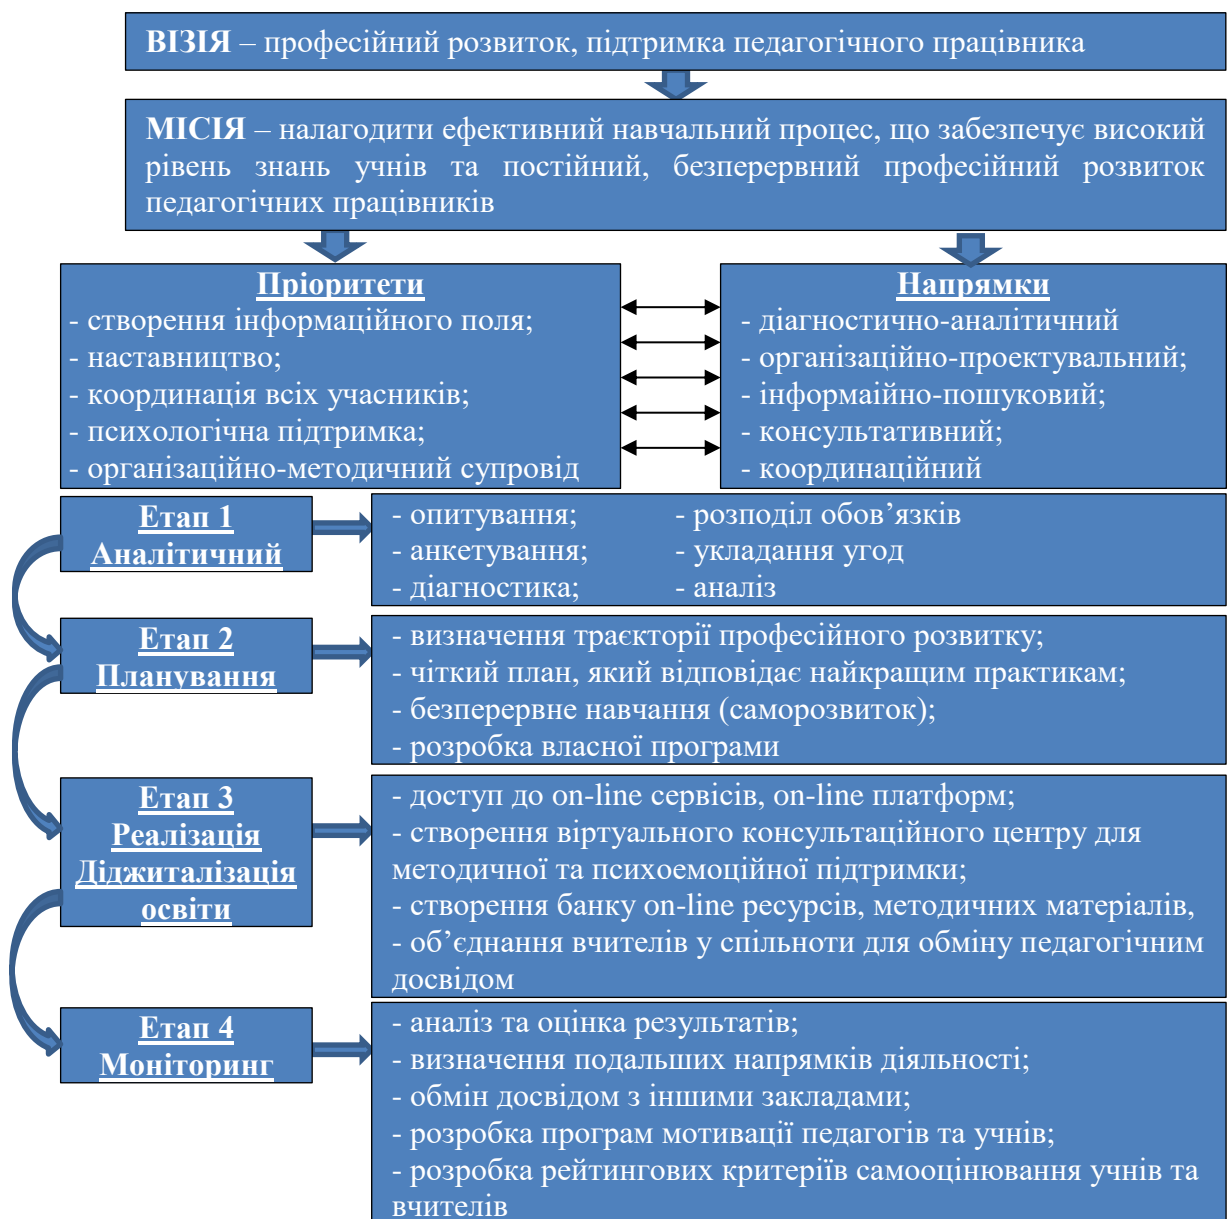 ВІЗІЯ – професійний розвиток, підтримка педагогічного працівника
МІСІЯ – налагодити ефективний навчальний процес, що забезпечує високий
рівень знань учнів та постійний, безперервний професійний розвиток
педагогічних працівників
Пріоритети
- створення інформаційного поля;
- наставництво;
- координація всіх учасників;
- психологічна підтримка;
- організаційно-методичний супровід
Напрямки
- діагностично-аналітичний
- організаційно-проектувальний;
- інформаійно-пошуковий;
- консультативний;
- координаційний
Етап 1
Аналітичний
- опитування;
- анкетування;
- діагностика;
- розподіл обов’язків
- укладання угод
- аналіз
Етап 2
Планування
- визначення траєкторії професійного розвитку;
- чіткий план, який відповідає найкращим практикам;
- безперервне навчання (саморозвиток);
- розробка власної програми
Етап 3
Реалізація
Діджиталізація
освіти
- доступ до on-line сервісів, on-line платформ;
- створення віртуального консультаційного центру для
методичної та психоемоційної підтримки;
- створення банку on-line ресурсів, методичних матеріалів,
- об’єднання вчителів у спільноти для обміну педагогічним
досвідом
Етап 4
Моніторинг
- аналіз та оцінка результатів;
- визначення подальших напрямків діяльності;
- обмін досвідом з іншими закладами;
- розробка програм мотивації педагогів та учнів;
- розробка рейтингових критеріїв самооцінювання учнів та
вчителів